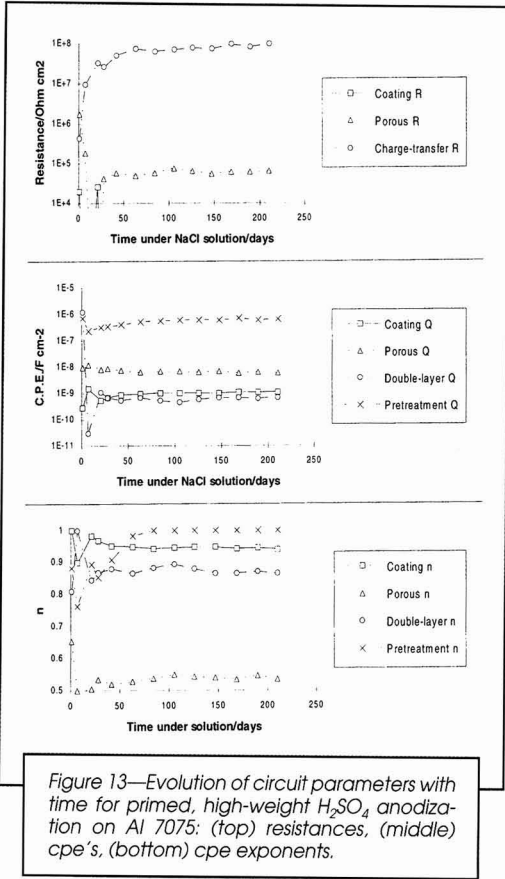 1E+8
1E+7
1E+6
1E+5
1E+4
Resistance/Ohm cm2
0 50 100 150 200 250
Time under NaCl solution/days
Coating R
Porous R
Charge-transfer R
1E-5
1E-6
1E-7
1E-8
1E-9
1E-10
1E-11
C.P.E./F cm-2
0 50 100 150 200 250
Time under NaCl solution/days
Coating Q
Porous Q
Double-layer Q
Pretreatment Q
1
0.9
0.8
0.7
0.6
0.5
n
0 50 100 150 200 250
Time under solution/days
Coating n
Porous n
Double-layer n
Pretreatment n
Figure 13—Evolution of circuit parameters with
time for primed, high-weight H₂SO₄ anodiza-
tion on Al 7075: (top) resistances, (middle)
cpe's, (bottom) cpe exponents.